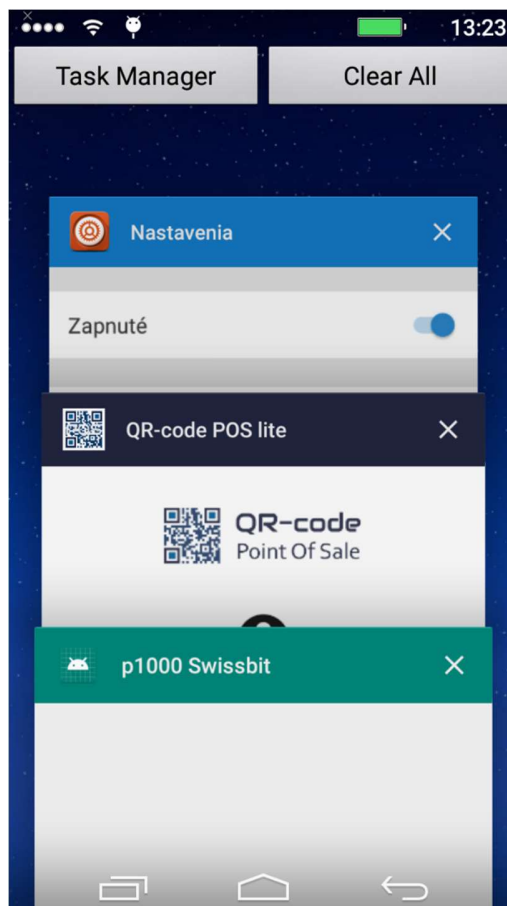 13:23
Task Manager
Clear All
Nastavenia
Zapnuté
QR-code POS lite
QR-code
Point Of Sale
p1000 Swissbit